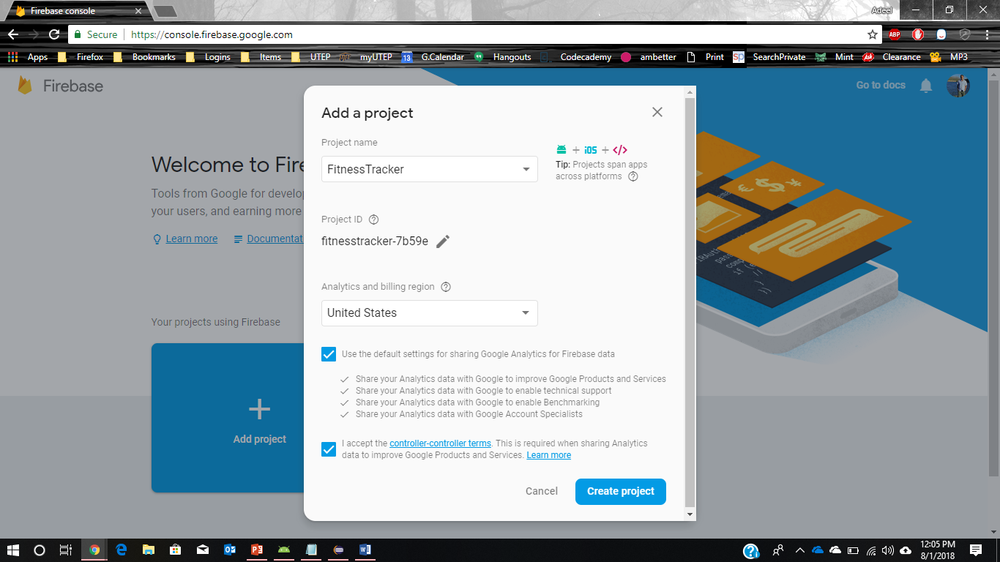 Firebase console
Adeel
Secure
https://console.firebase.google.com
ABP
Apps
Firefox
Bookmarks
Logins
Items
UTEP
myUTEP
13
G.Calendar
Hangouts
Codecademy
ambetter
Print
sp
SearchPrivate
Mint
Ask
Clearance
MP3
Firebase
Go to docs
Welcome to Fire
Tools from Google for develop
your users, and earning more
Learn more
Documentat
Your projects using Firebase
Add project
Add a project
Project name
FitnessTracker
+ iOS + </>
Tip: Projects span apps
across platforms ?
Project ID ?
fitnesstracker-7b59e
Analytics and billing region ?
United States
Use the default settings for sharing Google Analytics for Firebase data
Share your Analytics data with Google to improve Google Products and Services
Share your Analytics data with Google to enable technical support
Share your Analytics data with Google to enable Benchmarking
Share your Analytics data with Google Account Specialists
I accept the controller-controller terms. This is required when sharing Analytics
data to improve Google Products and Services. Learn more
Cancel
Create project
12:05 PM
8/1/2018